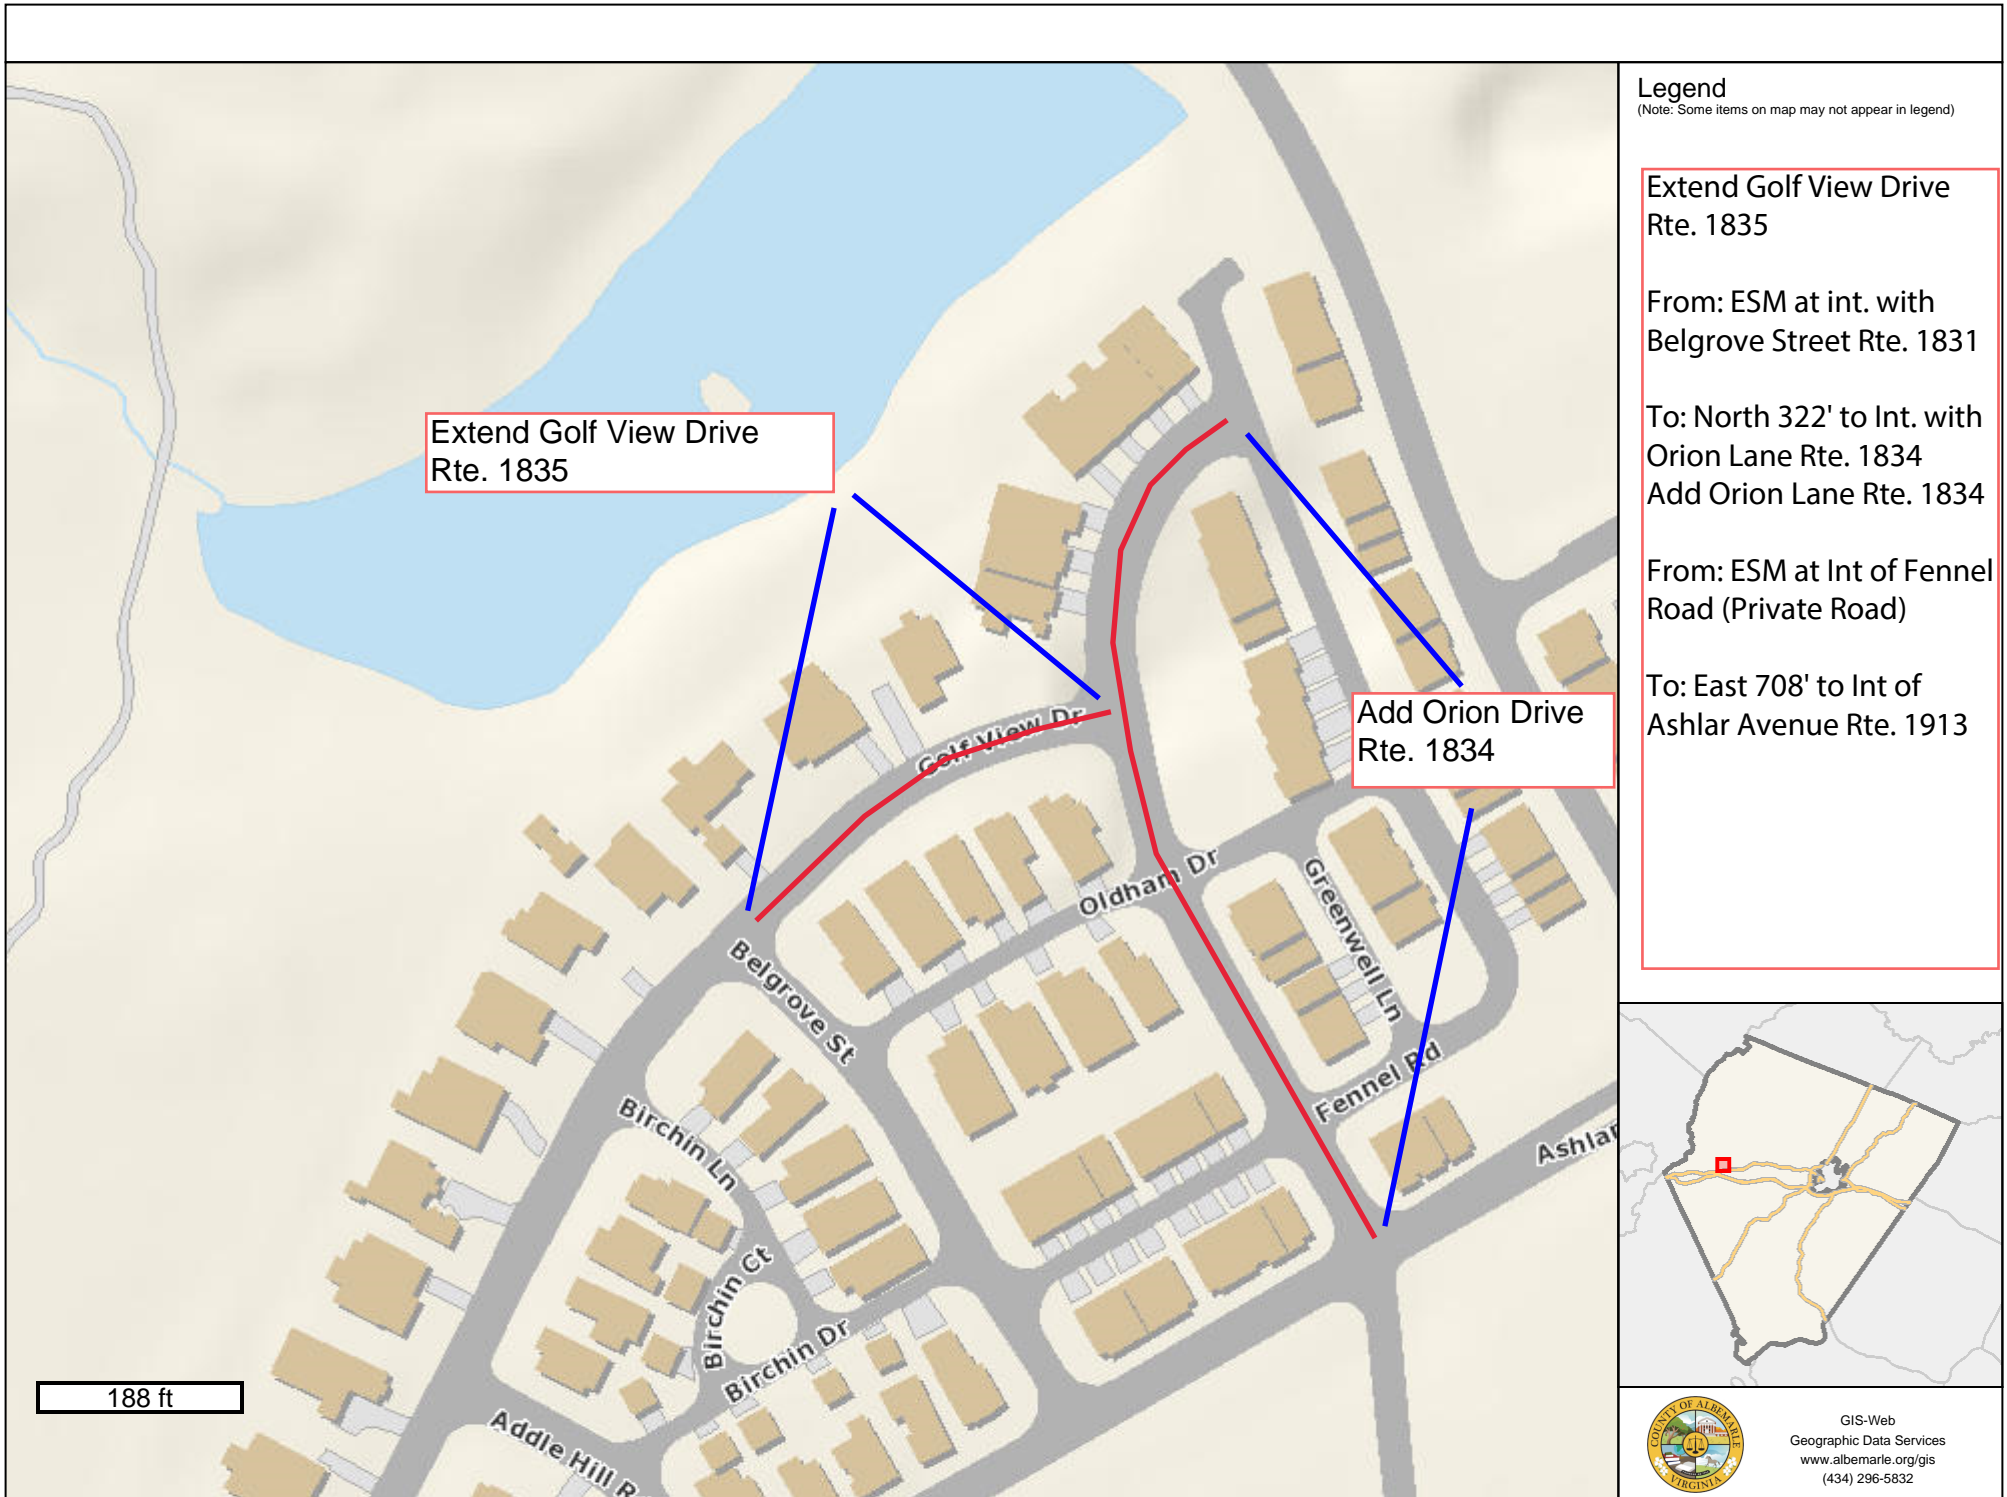 Legend
(Note: Some items on map may not appear in legend)
Extend Golf View Drive
Rte. 1835
From: ESM at int. with
Belgrove Street Rte. 1831
To: North 322' to Int. with
Orion Lane Rte. 1834
Add Orion Lane Rte. 1834
From: ESM at Int of Fennel
Road (Private Road)
To: East 708' to Int of
Ashlar Avenue Rte. 1913
Extend Golf View Drive
Rte. 1835
Add Orion Drive
Rte. 1834
Golf View Dr
Oldham Dr
Greenwell Ln
Belgrove St
Fennel Rd
Birchin Ln
Ashlar
Birchin Ct
Birchin Dr
Addle Hill R
188 ft
COUNTY OF ALBEMARLE
VIRGINIA
GIS-Web
Geographic Data Services
www.albemarle.org/gis
(434) 296-5832